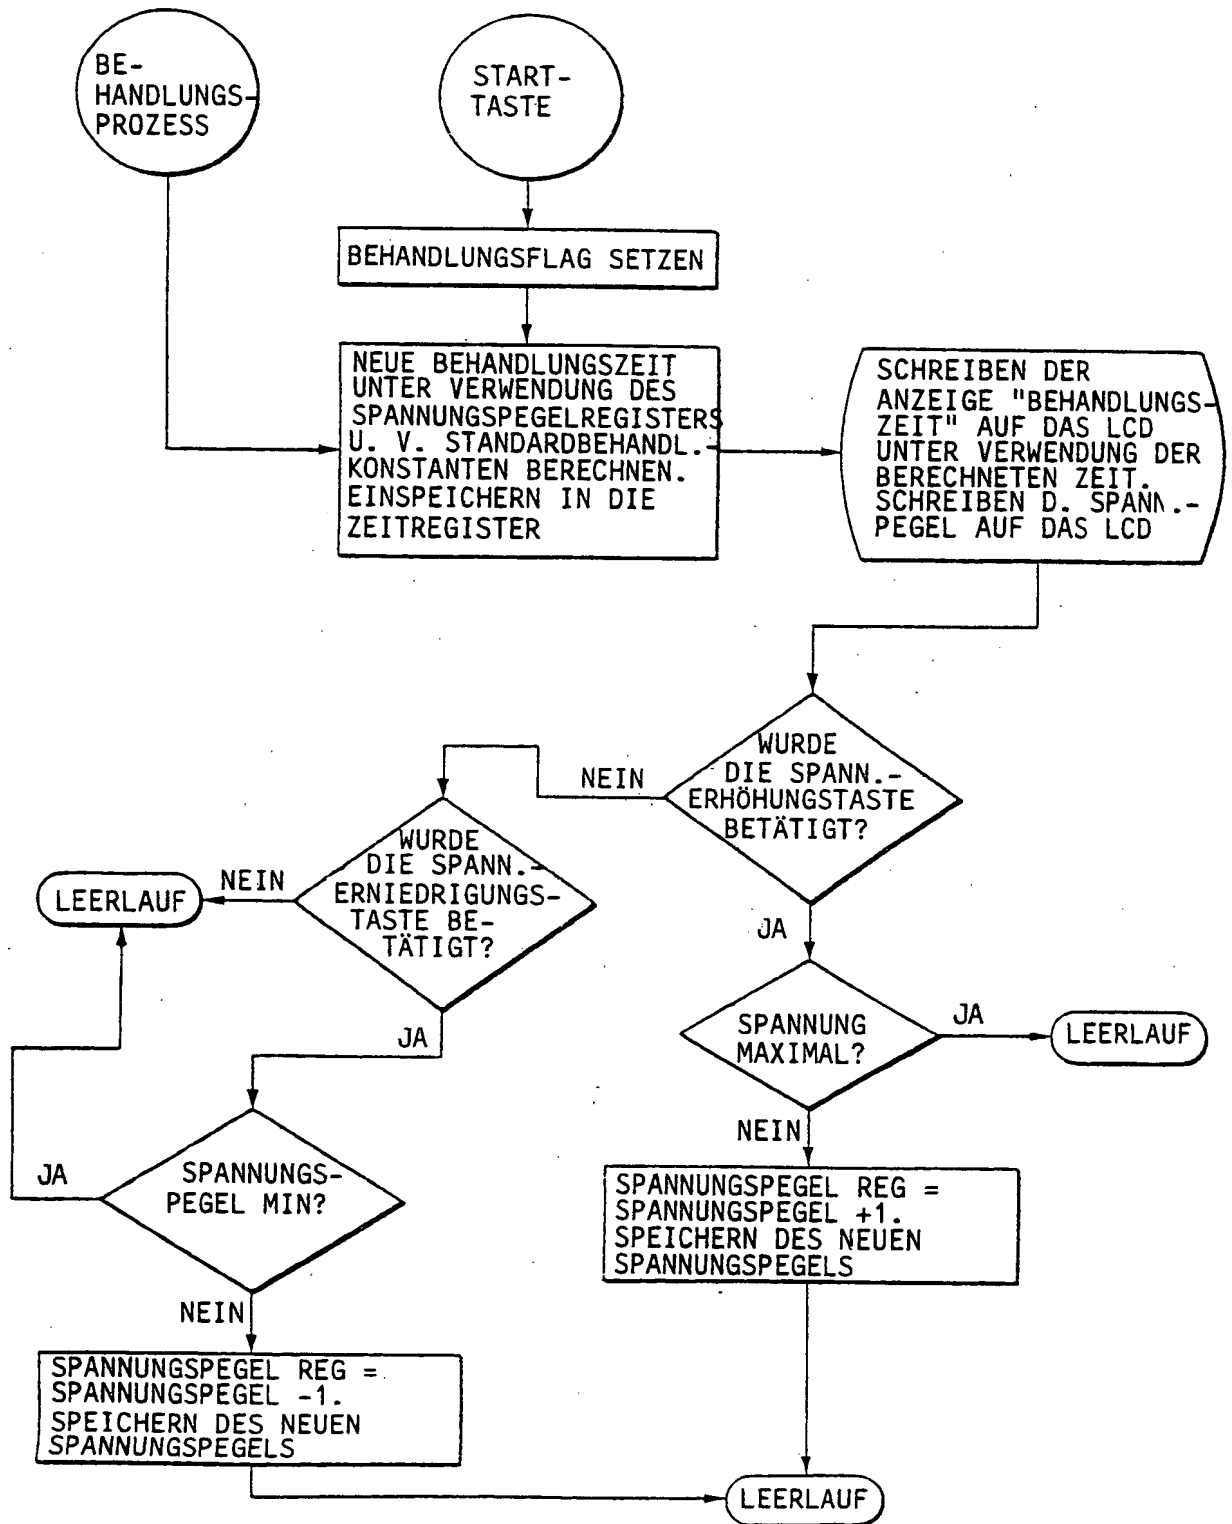 BE-
HANDLUNGS-
PROZESS
START-
TASTE
BEHANDLUNGSFLAG SETZEN
NEUE BEHANDLUNGSZEIT
UNTER VERWENDUNG DES
SPANNUNGSPEGELREGISTERS
U. V. STANDARDBEHANDL.-
KONSTANTEN BERECHNEN.
EINSPEICHERN IN DIE
ZEITREGISTER
SCHREIBEN DER
ANZEIGE "BEHANDLUNGS-
ZEIT" AUF DAS LCD
UNTER VERWENDUNG DER
BERECHNETEN ZEIT.
SCHREIBEN D. SPANN.-
PEGEL AUF DAS LCD
WURDE
DIE SPANN.-
ERHÖHUNGSTASTE
BETÄTIGT?
NEIN
WURDE
DIE SPANN.-
ERNIEDRIGUNGS-
TASTE BE-
TÄTIGT?
NEIN
LEERLAUF
JA
SPANNUNG
MAXIMAL?
JA
LEERLAUF
JA
SPANNUNGS-
PEGEL MIN?
JA
NEIN
SPANNUNGSPEGEL REG =
SPANNUNGSPEGEL +1.
SPEICHERN DES NEUEN
SPANNUNGSPEGELS
NEIN
SPANNUNGSPEGEL REG =
SPANNUNGSPEGEL -1.
SPEICHERN DES NEUEN
SPANNUNGSPEGELS
LEERLAUF